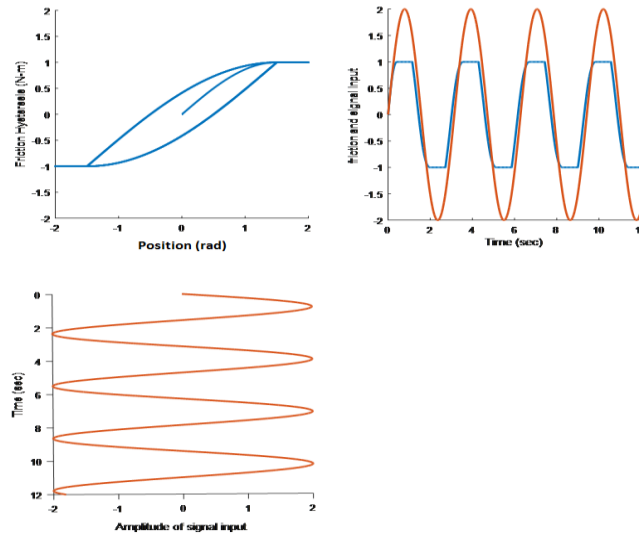 2
1.5
1
0.5
0
-0.5
-1
-1.5
-2
Friction Hysteresis (N-m)
-2 -1 0 1 2
Position (rad)
2
1.5
1
0.5
0
-0.5
-1
-1.5
-2
friction and signal input
0 2 4 6 8 10 12
Time (sec)
0
2
4
6
8
10
12
Time (sec)
-2 -1 0 1 2
Amplitude of signal input